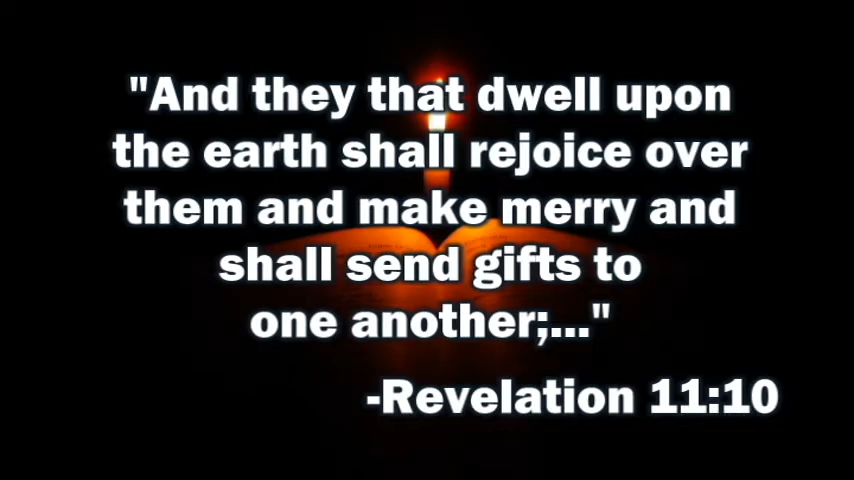 "And they that dwell upon
the earth shall rejoice over
them and make merry and
shall send gifts to
one another;..."
-Revelation 11:10